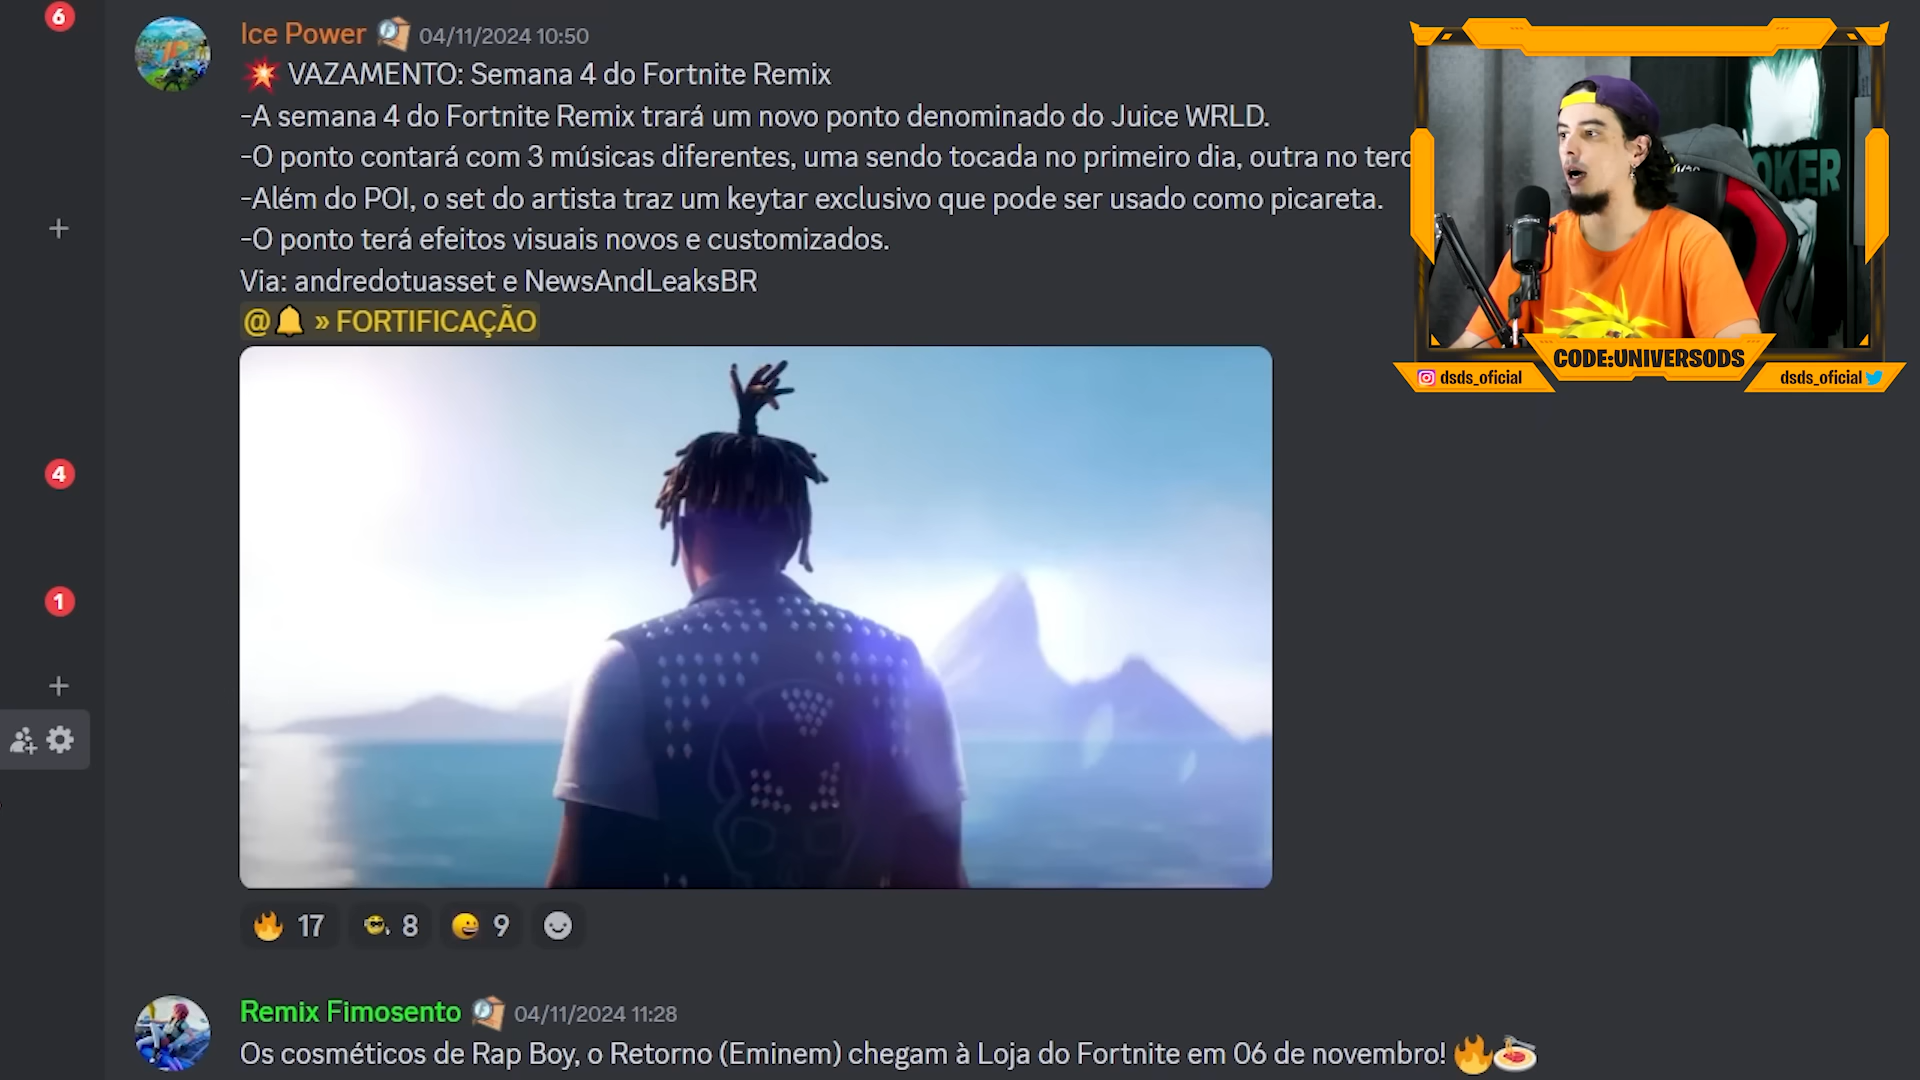 6
Ice Power 04/11/2024 10:50
VAZAMENTO: Semana 4 do Fortnite Remix
-A semana 4 do Fortnite Remix trará um novo ponto denominado do Juice WRLD.
-O ponto contará com 3 músicas diferentes, uma sendo tocada no primeiro dia, outra no terc
-Além do POI, o set do artista traz um keytar exclusivo que pode ser usado como picareta.
-O ponto terá efeitos visuais novos e customizados.
Via: andredotuasset e NewsAndLeaksBR
@🔔 » FORTIFICAÇÃO
OKER
CODE:UNIVERSODS
dsds_oficial
dsds_oficial
4
1
17 8 9
Remix Fimosento 04/11/2024 11:28
Os cosméticos de Rap Boy, o Retorno (Eminem) chegam à Loja do Fortnite em 06 de novembro! 🔥🍝